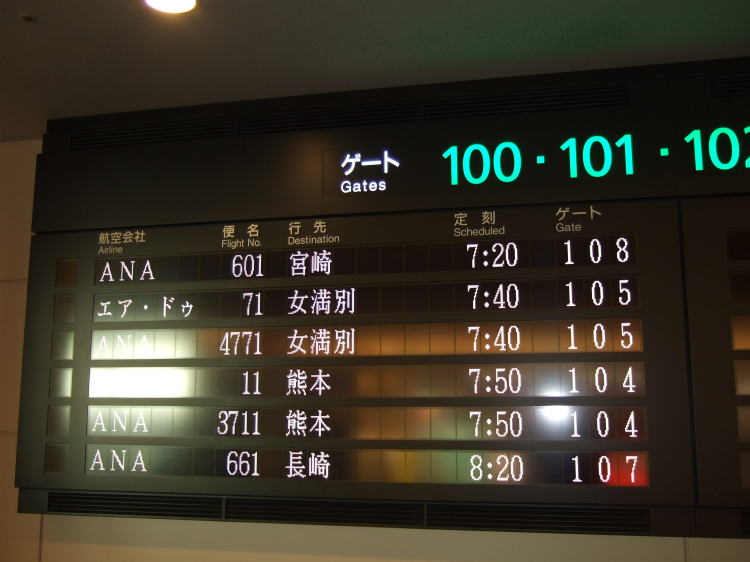 ゲート 100・101・102
Gates
航空会社 便名 行先 定刻 ゲート
Airline Flight No. Destination Scheduled Gate
ANA 601 宮崎 7:20 108
エア・ドゥ 71 女満別 7:40 105
ANA 4771 女満別 7:40 105
11 熊本 7:50 104
ANA 3711 熊本 7:50 104
ANA 661 長崎 8:20 107